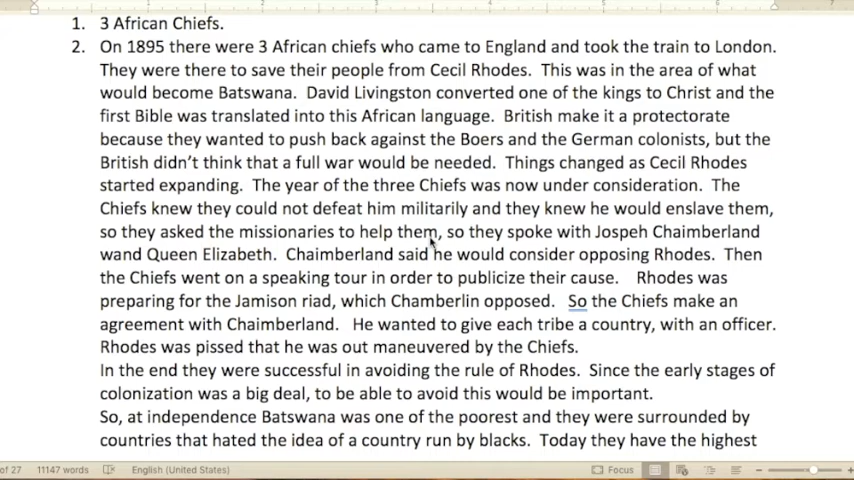 1. 3 African Chiefs.
2. On 1895 there were 3 African chiefs who came to England and took the train to London.
They were there to save their people from Cecil Rhodes.  This was in the area of what
would become Batswana.  David Livingston converted one of the kings to Christ and the
first Bible was translated into this African language.  British make it a protectorate
because they wanted to push back against the Boers and the German colonists, but the
British didn't think that a full war would be needed.  Things changed as Cecil Rhodes
started expanding.  The year of the three Chiefs was now under consideration.  The
Chiefs knew they could not defeat him militarily and they knew he would enslave them,
so they asked the missionaries to help them, so they spoke with Jospeh Chaimberland
wand Queen Elizabeth.  Chaimberland said he would consider opposing Rhodes.  Then
the Chiefs went on a speaking tour in order to publicize their cause.    Rhodes was
preparing for the Jamison riad, which Chamberlin opposed.  So the Chiefs make an
agreement with Chaimberland.   He wanted to give each tribe a country, with an officer.
Rhodes was pissed that he was out maneuvered by the Chiefs.
In the end they were successful in avoiding the rule of Rhodes.  Since the early stages of
colonization was a big deal, to be able to avoid this would be important.
So, at independence Batswana was one of the poorest and they were surrounded by
countries that hated the idea of a country run by blacks.  Today they have the highest
of 27 11147 words English (United States) Focus